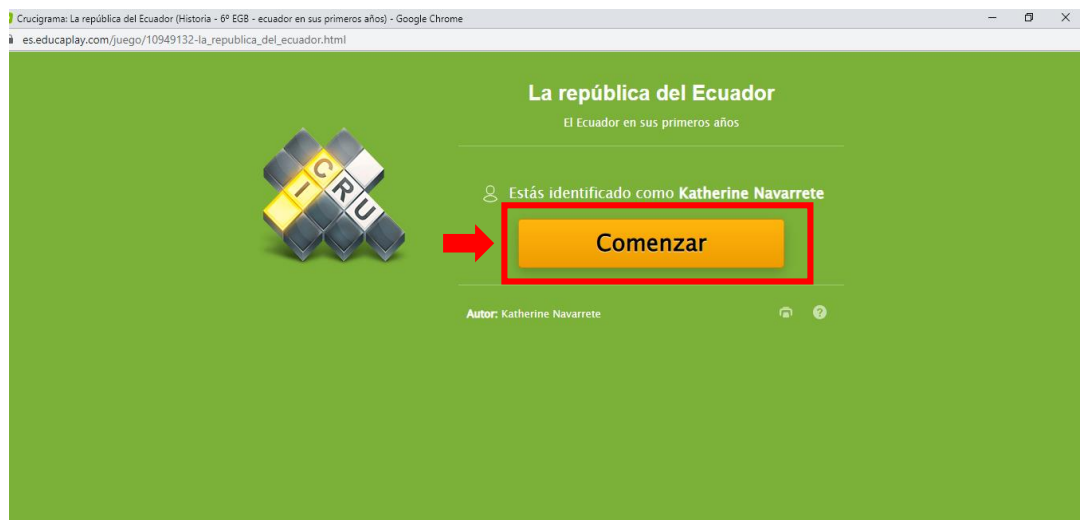 Crucigrama: La república del Ecuador (Historia - 6º EGB - ecuador en sus primeros años) - Google Chrome
es.educaplay.com/juego/10949132-la_republica_del_ecuador.html
La república del Ecuador
El Ecuador en sus primeros años
C
I R
U
Estás identificado como Katherine Navarrete
Comenzar
Autor: Katherine Navarrete
?